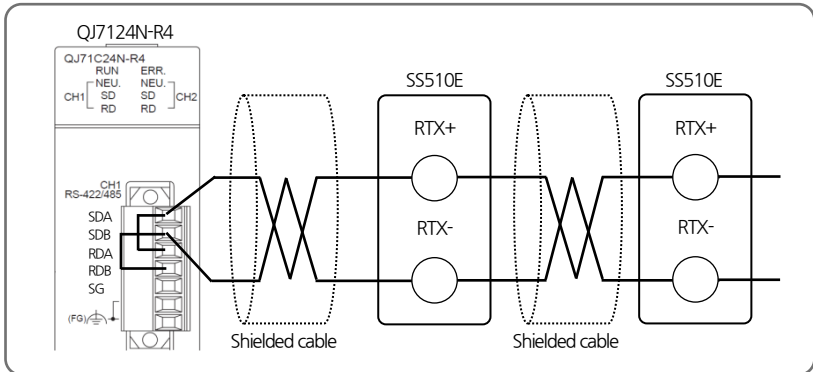 QJ7124N-R4
QJ71C24N-R4
RUN ERR.
NEU. NEU.
CH1 SD SD CH2
RD RD
CH1
RS-422/485
SDA
SDB
RDA
RDB
SG
(FG)
SS510E
RTX+
RTX-
SS510E
RTX+
RTX-
Shielded cable
Shielded cable